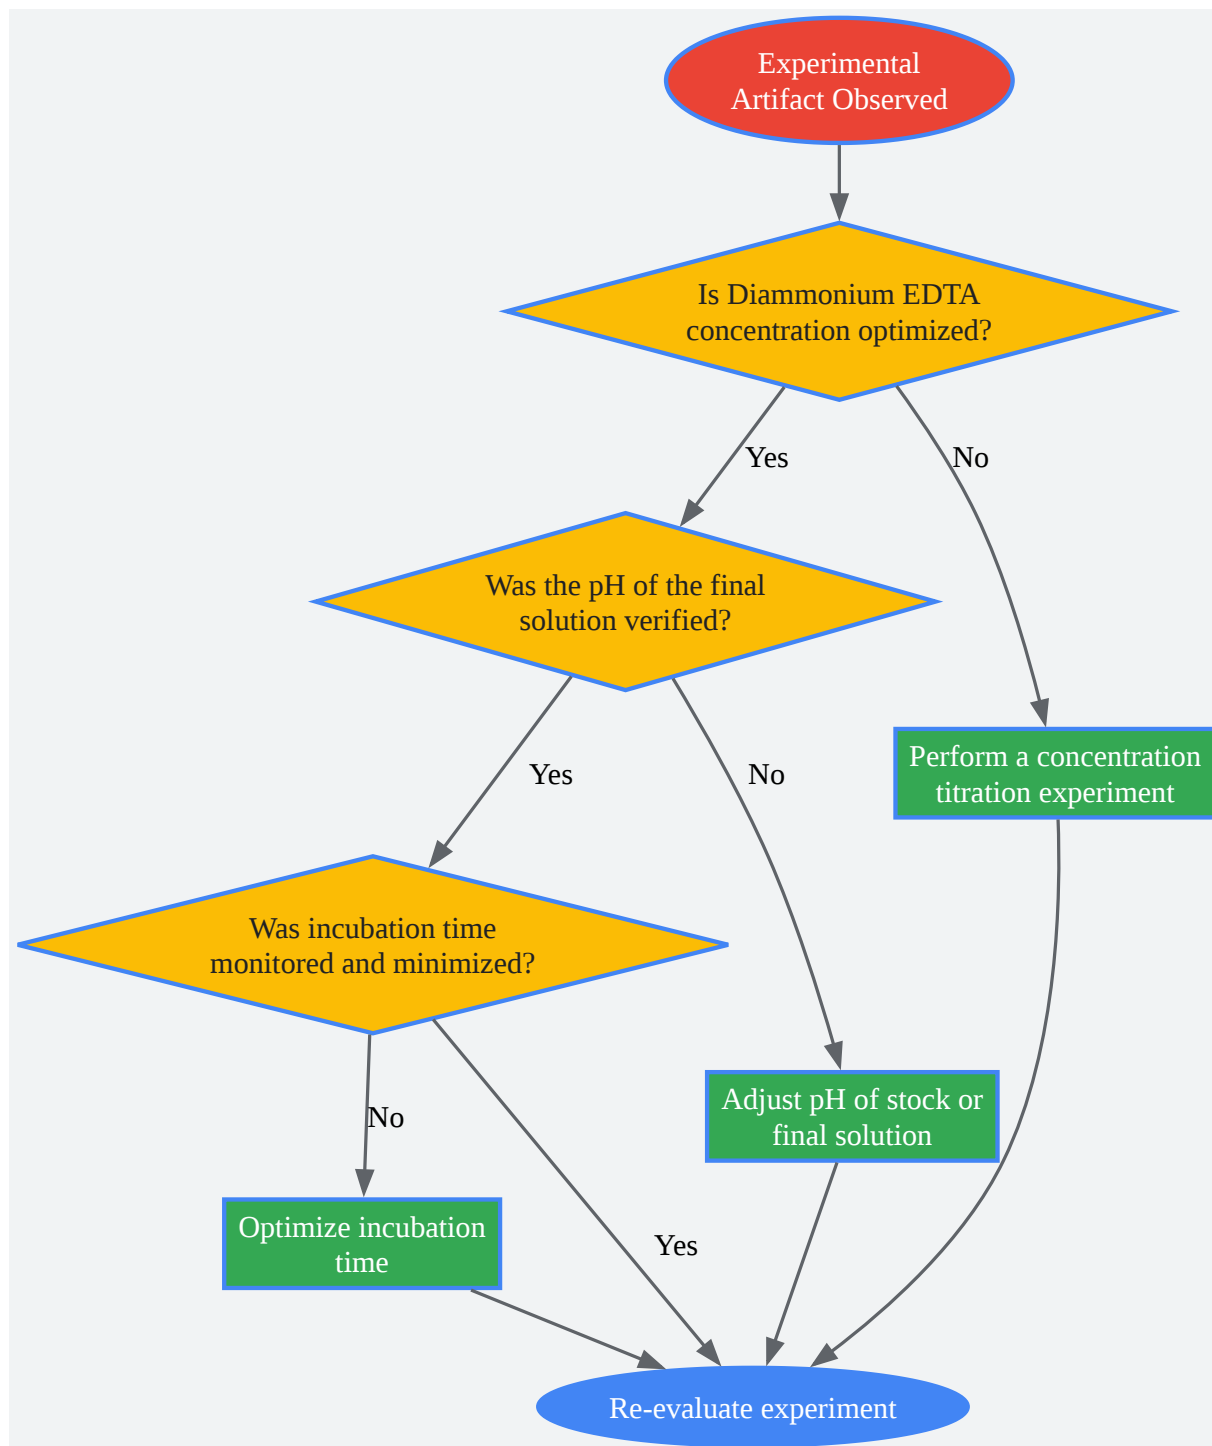 Experimental
Artifact Observed
Is Diammonium EDTA
concentration optimized?
Yes
No
Was the pH of the final
solution verified?
Yes
No
Perform a concentration
titration experiment
Was incubation time
monitored and minimized?
No
Adjust pH of stock or
final solution
Optimize incubation
time
Yes
Re-evaluate experiment